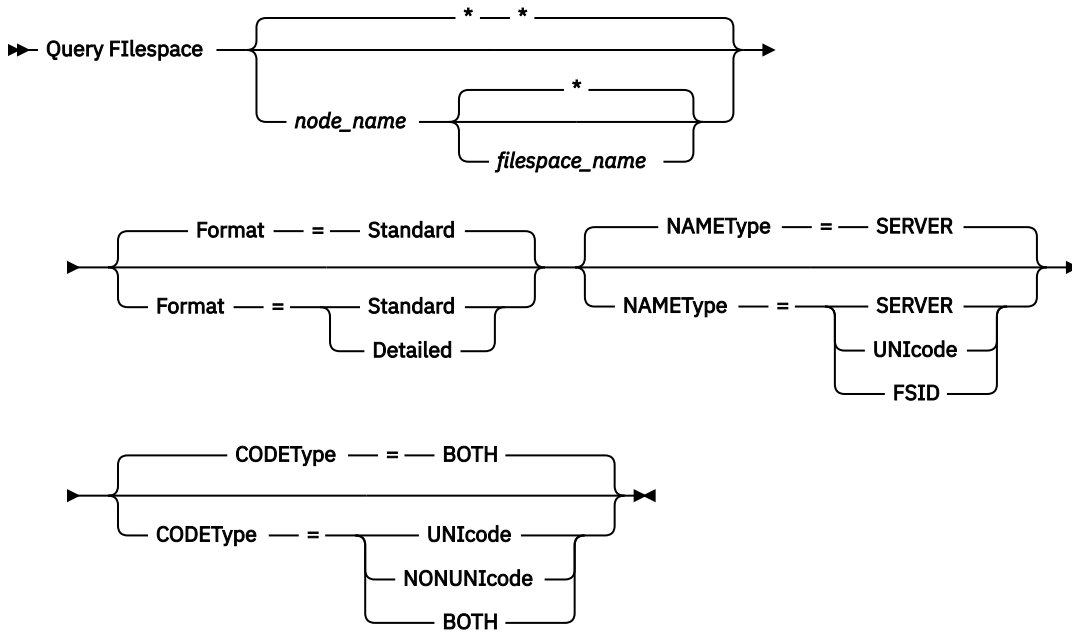 * *
Query FIlespace
*
node_name
filespace_name
Format = Standard NAMEType = SERVER
Format = Standard NAMEType = SERVER
Detailed UNIcode
FSID
CODEType = BOTH
CODEType = UNIcode
NONUNIcode
BOTH